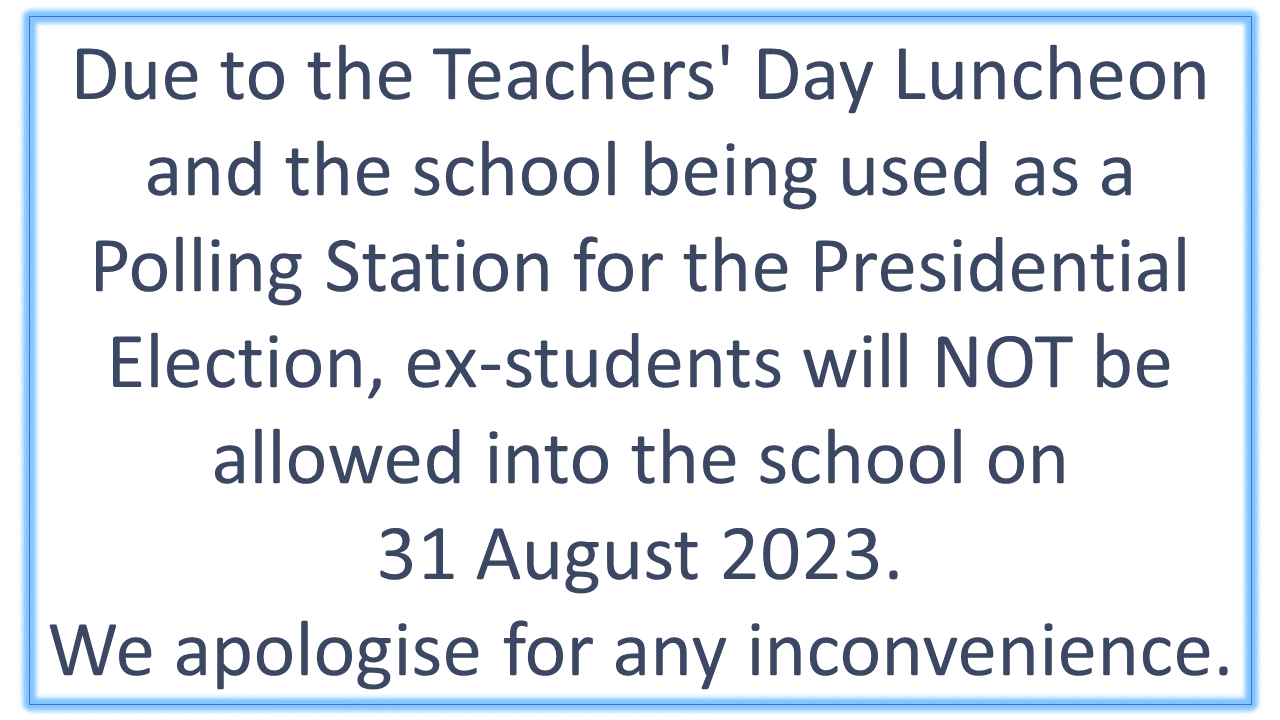 Due to the Teachers' Day Luncheon
and the school being used as a
Polling Station for the Presidential
Election, ex-students will NOT be
allowed into the school on
31 August 2023.
We apologise for any inconvenience.